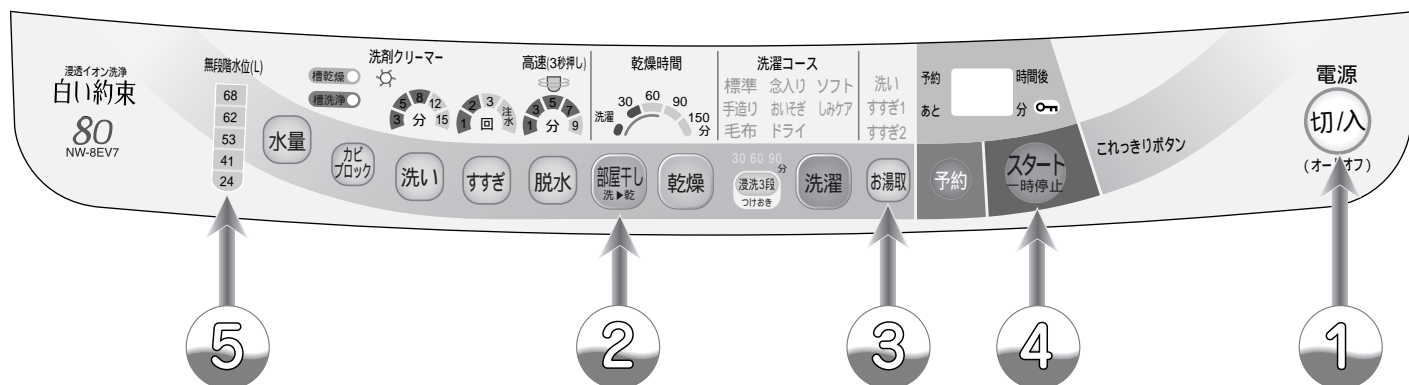 浸透イオン洗浄
白い約束
80
NW-8EV7
無段階水位(L)
68
62
53
41
24
水量
槽乾燥
槽洗浄
カビ
ブロック
洗剤クリーマー
3 5 8 12 15
分
洗い
1 2 3 注水
回
すすぎ
高速(3秒押し)
1 3 5 7 9
分
脱水
乾燥時間
洗濯 30 60 90 150
分
部屋干し
洗▶乾
乾燥
洗濯コース
標準 念入り ソフト
手造り おいそぎ しみケア
毛布 ドライ
30 60 90
分
浸洗3段
つけおき
洗濯
洗い
すすぎ1
すすぎ2
お湯取
予約 時間後
あと 分
予約
スタート
一時停止
これっきりボタン
電源
切/入
(オートオフ)
5
2
3
4
1